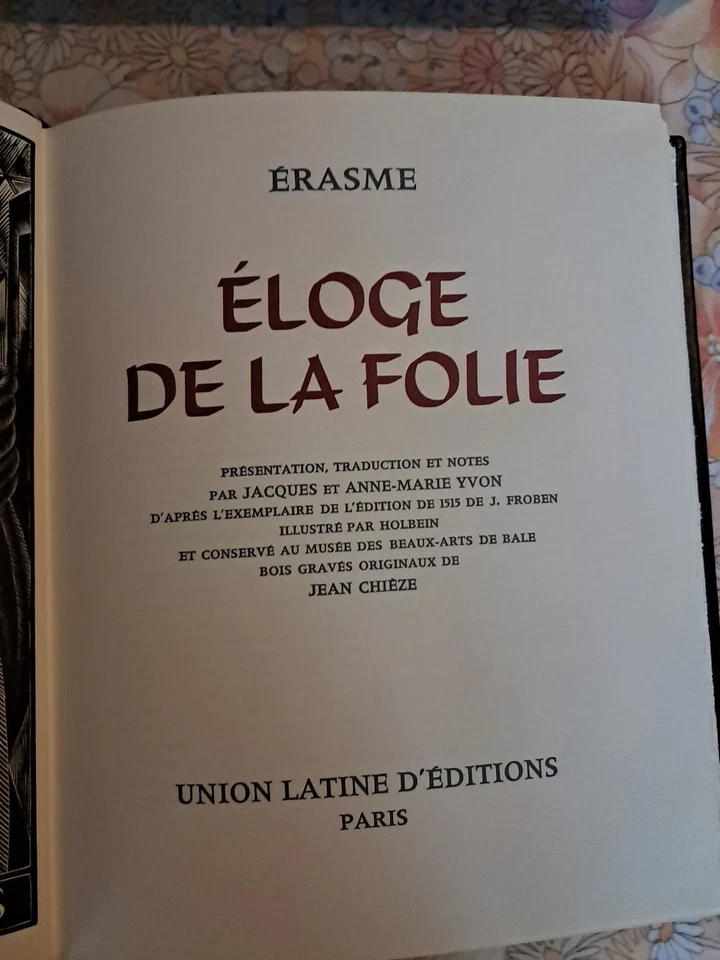 ÉRASME
ÉLOGE
DE LA FOLIE
PRÉSENTATION, TRADUCTION ET NOTES
PAR JACQUES ET ANNE-MARIE YVON
D'APRÈS L'EXEMPLAIRE DE L'ÉDITION DE 1515 DE J. FROBEN
ILLUSTRÉ PAR HOLBEIN
ET CONSERVÉ AU MUSÉE DES BEAUX-ARTS DE BALE
BOIS GRAVÉS ORIGINAUX DE
JEAN CHIÈZE
UNION LATINE D'ÉDITIONS
PARIS